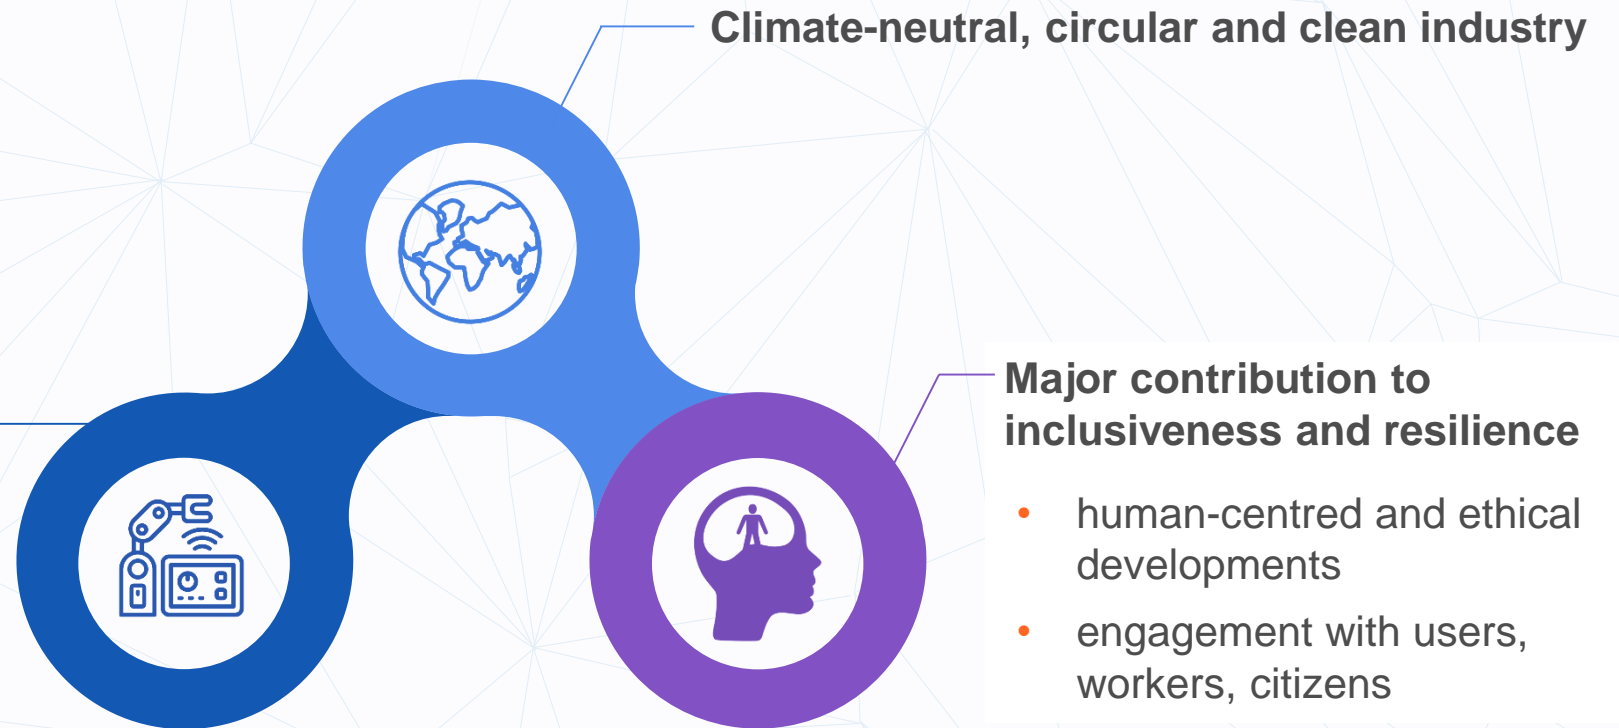 Climate-neutral, circular and clean industry
Major contribution to
inclusiveness and resilience
• human-centred and ethical
developments
• engagement with users,
workers, citizens